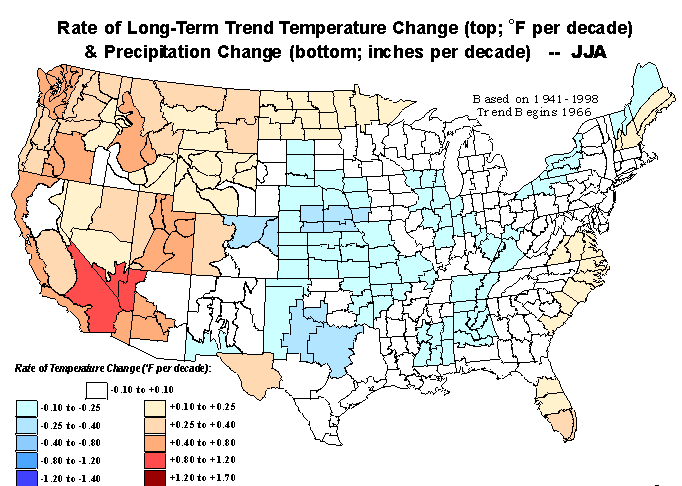 Rate of Long-Term Trend Temperature Change (top; °F per decade)
& Precipitation Change (bottom; inches per decade) -- JJA
Based on 1941-1998
Trend Begins 1966
Rate of Temperature Change (°F per decade):
-0.10 to +0.10
-0.10 to -0.25 +0.10 to +0.25
-0.25 to -0.40 +0.25 to +0.40
-0.40 to -0.80 +0.40 to +0.80
-0.80 to -1.20 +0.80 to +1.20
-1.20 to -1.40 +1.20 to +1.70